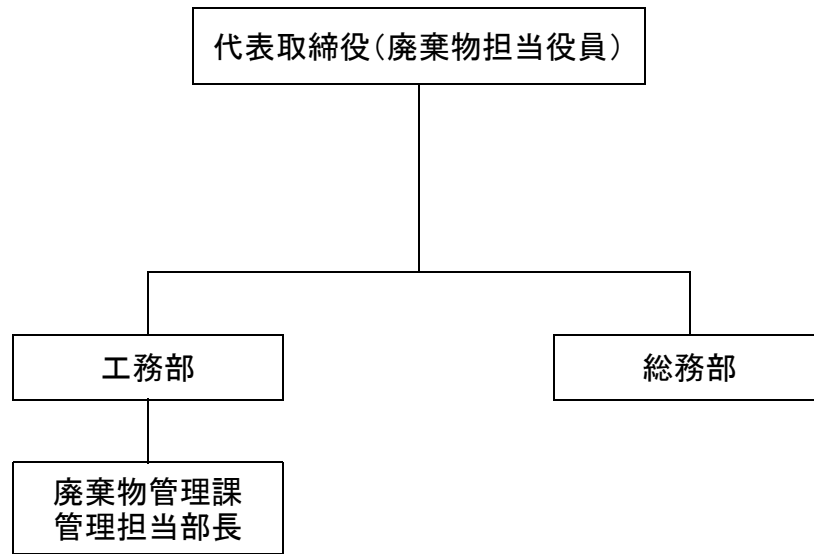 代表取締役（廃棄物担当役員）
工務部
総務部
廃棄物管理課
管理担当部長